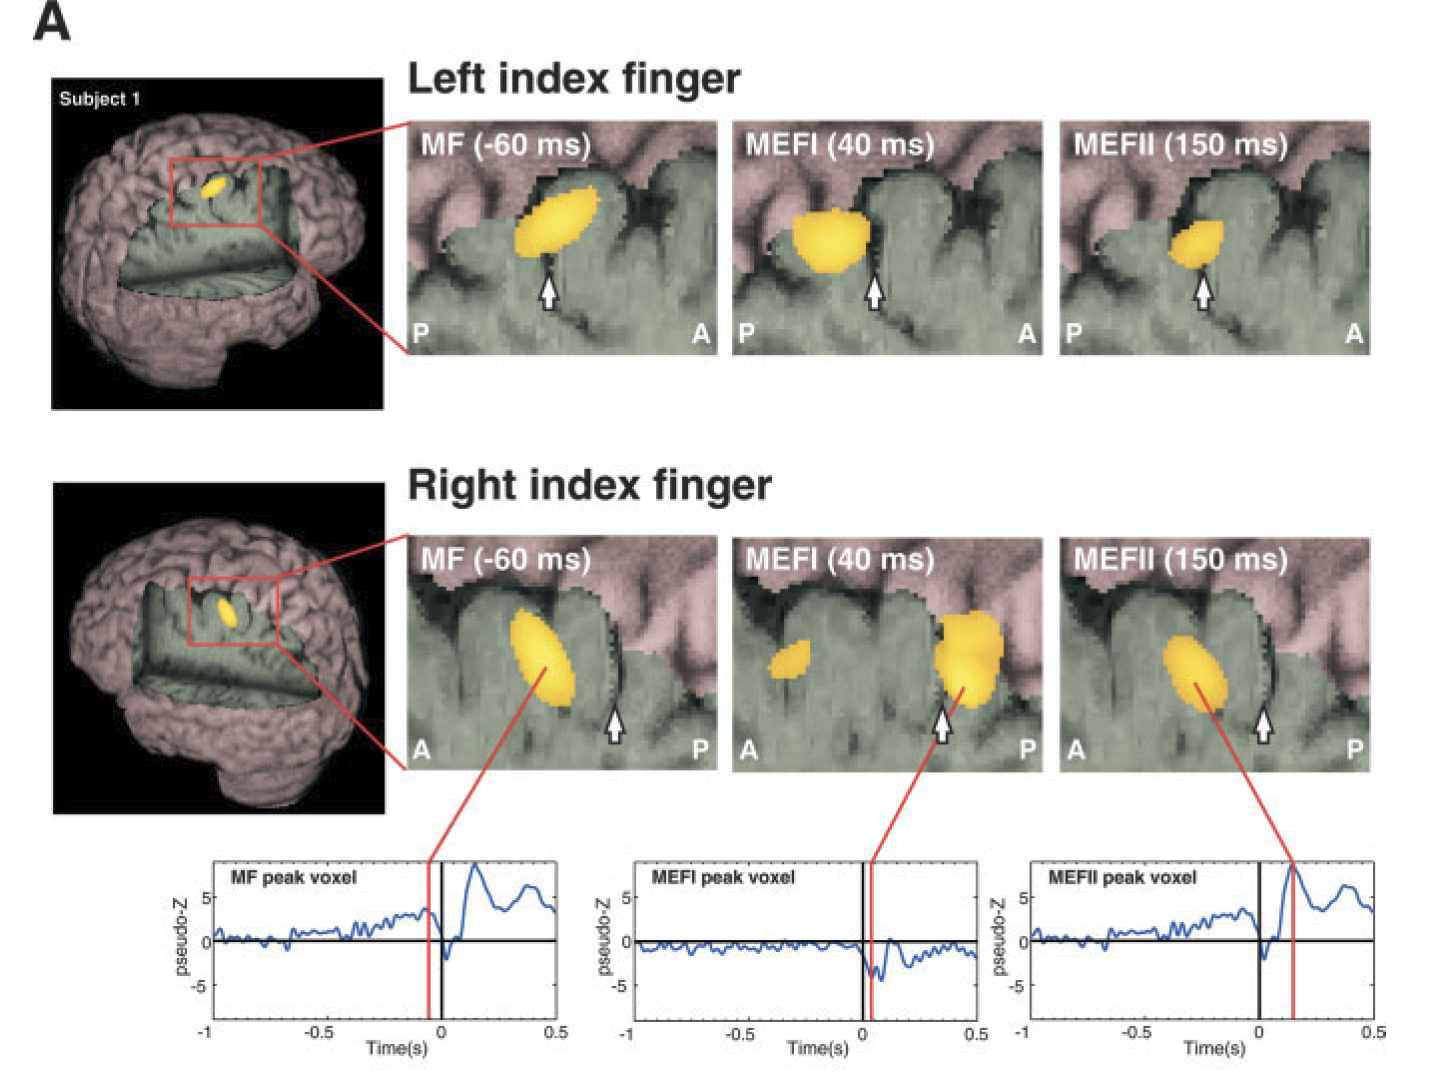 A
Subject 1
Left index finger
MF (-60 ms)
P
A
MEFI (40 ms)
P
A
MEFII (150 ms)
P
A
Right index finger
MF (-60 ms)
A
P
MEFI (40 ms)
A
P
MEFII (150 ms)
A
P
MF peak voxel
pseudo-Z
5
0
-5
-1
-0.5
0
0.5
Time(s)
MEFI peak voxel
pseudo-Z
5
0
-5
-1
-0.5
0
0.5
Time(s)
MEFII peak voxel
pseudo-Z
5
0
-5
-1
-0.5
0
0.5
Time(s)